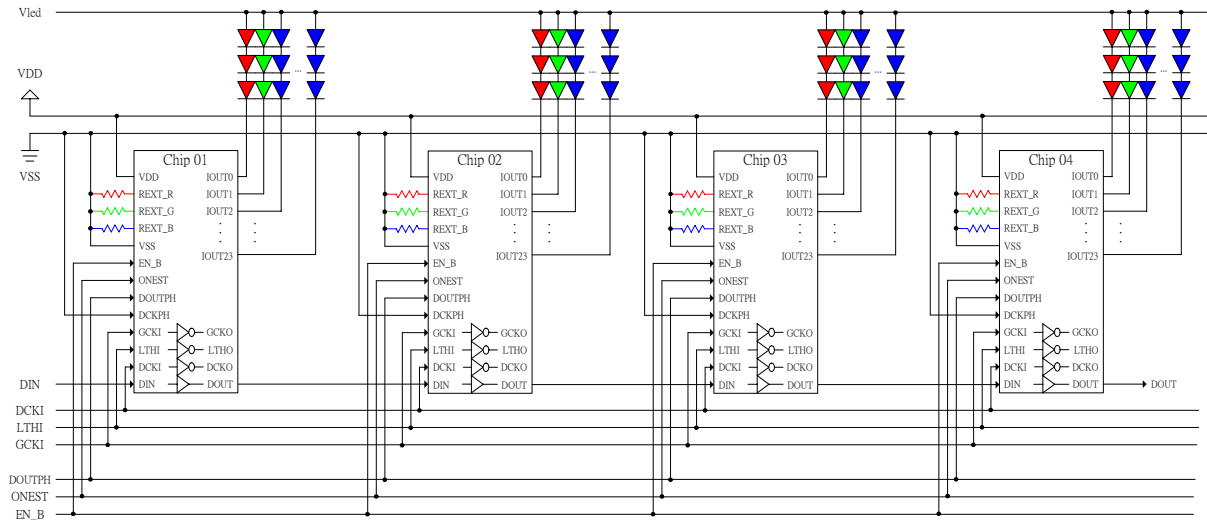 Vled
VDD
VSS
... ... ... ...
Chip 01 Chip 02 Chip 03 Chip 04
VDD IOUT0 VDD IOUT0 VDD IOUT0 VDD IOUT0
REXT_R IOUT1 REXT_R IOUT1 REXT_R IOUT1 REXT_R IOUT1
REXT_G IOUT2 REXT_G IOUT2 REXT_G IOUT2 REXT_G IOUT2
REXT_B REXT_B REXT_B REXT_B
VSS VSS VSS VSS
IOUT23 IOUT23 IOUT23 IOUT23
EN_B EN_B EN_B EN_B
ONEST ONEST ONEST ONEST
DOUTPH DOUTPH DOUTPH DOUTPH
DCKPH DCKPH DCKPH DCKPH
GCKI GCKO GCKI GCKO GCKI GCKO GCKI GCKO
LTHI LTHO LTHI LTHO LTHI LTHO LTHI LTHO
DCKI DCKO DCKI DCKO DCKI DCKO DCKI DCKO
DIN DIN DOUT DIN DOUT DIN DOUT DIN DOUT DOUT
DCKI
LTHI
GCKI
DOUTPH
ONEST
EN_B